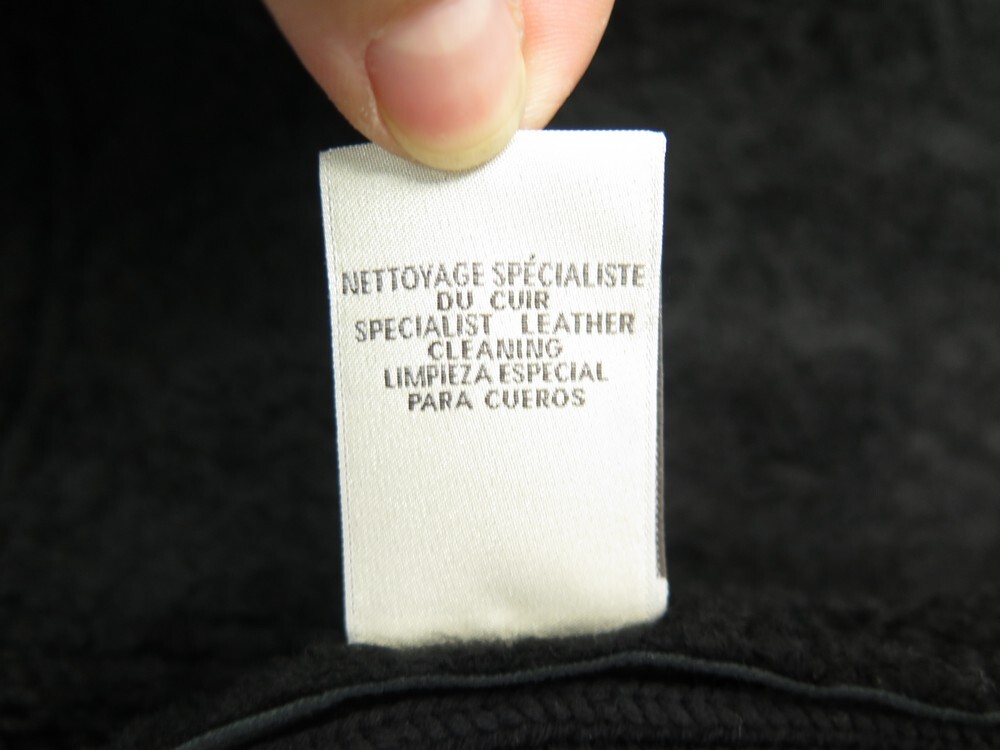 NETTOYAGE SPÉCIALISTE
DU CUIR
SPECIALIST LEATHER
CLEANING
LIMPIEZA ESPECIAL
PARA CUEROS